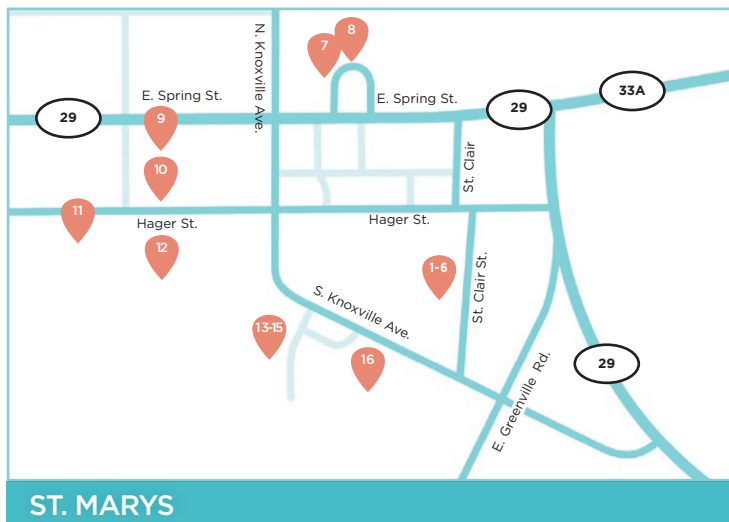 N. Knoxville Ave.
7
8
E. Spring St.
E. Spring St.
29
9
29
33A
10
St. Clair
11
Hager St.
Hager St.
12
1-6
St. Clair St.
S. Knoxville Ave.
13-15
16
29
E. Greenville Rd.
ST. MARYS